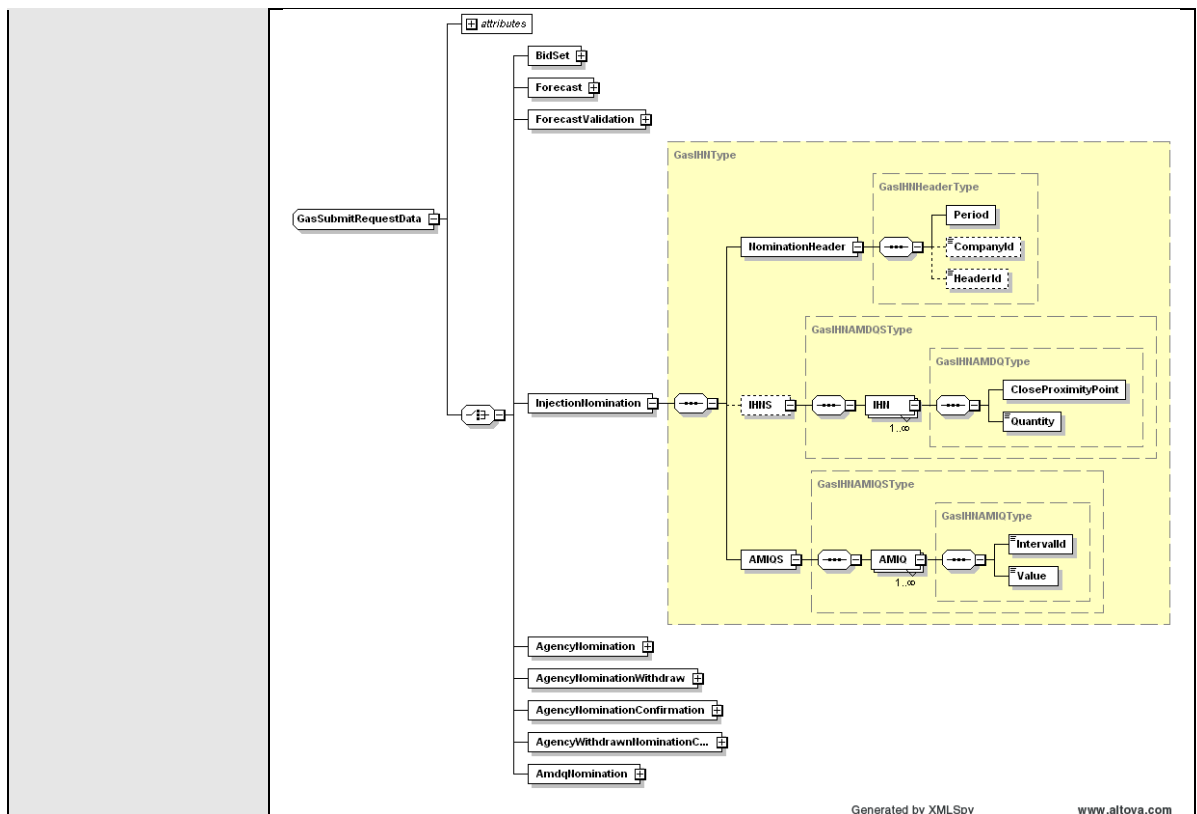 attributes
BidSet
Forecast
ForecastValidation
GasIHNType
GasIHNHeaderType
Period
GasSubmitRequestData
NominationHeader
CompanyId
HeaderId
GasIHNAMDQSType
GasIHNAMDQType
CloseProximityPoint
InjectionNomination
IHNS
IHN
Quantity
1..∞
GasIHNAMIQSType
GasIHNAMIQType
IntervalId
AMIQS
AMIQ
Value
1..∞
AgencyNomination
AgencyNominationWithdraw
AgencyNominationConfirmation
AgencyWithdrawnNominationC...
AmdqNomination
Generated by XMLSpy www.altova.com